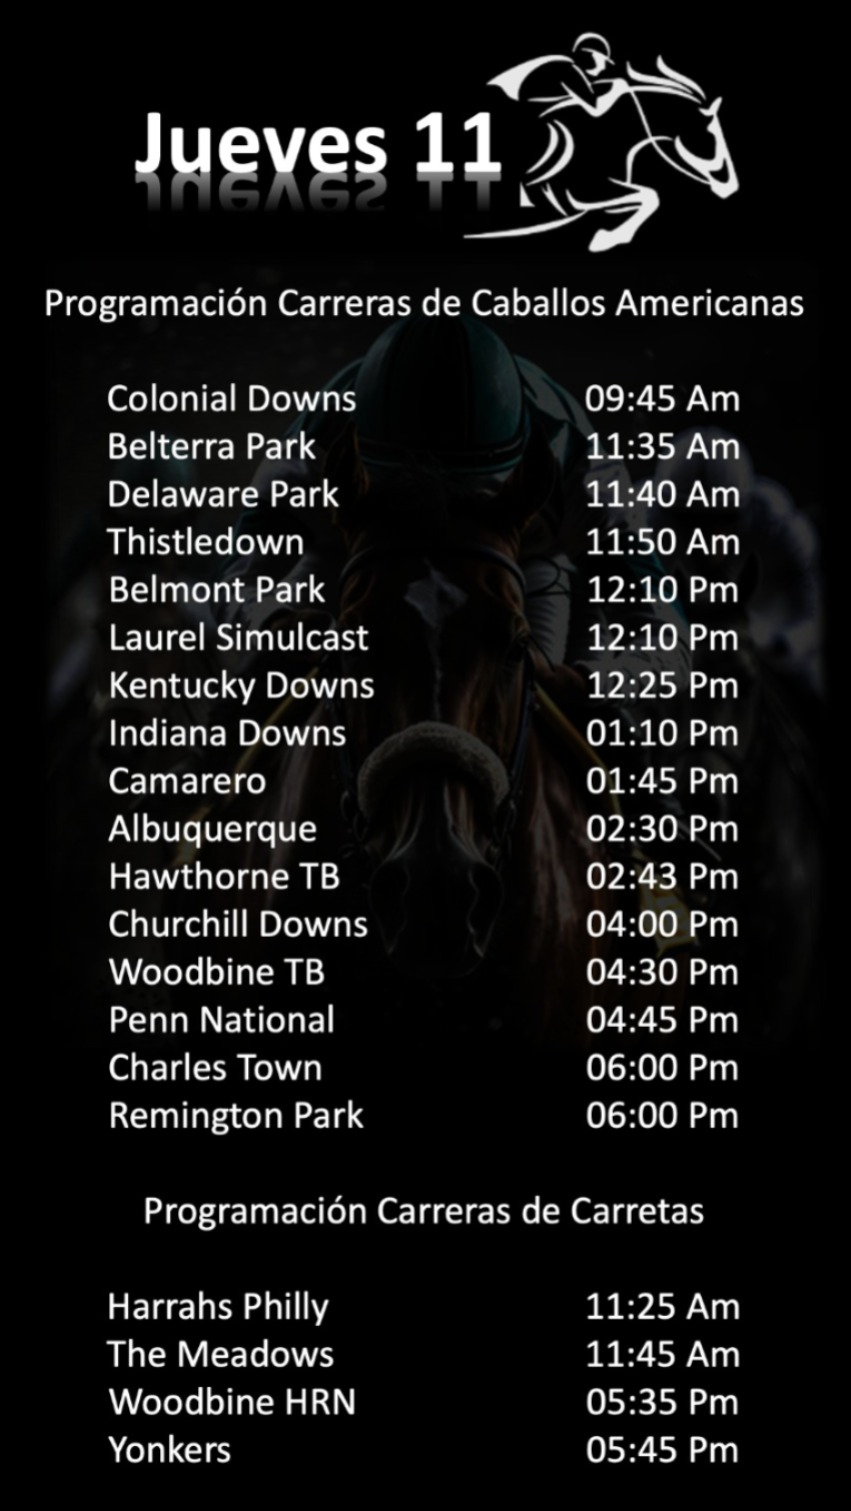 Jueves 11
Programación Carreras de Caballos Americanas
Colonial Downs 09:45 Am
Belterra Park 11:35 Am
Delaware Park 11:40 Am
Thistledown 11:50 Am
Belmont Park 12:10 Pm
Laurel Simulcast 12:10 Pm
Kentucky Downs 12:25 Pm
Indiana Downs 01:10 Pm
Camarero 01:45 Pm
Albuquerque 02:30 Pm
Hawthorne TB 02:43 Pm
Churchill Downs 04:00 Pm
Woodbine TB 04:30 Pm
Penn National 04:45 Pm
Charles Town 06:00 Pm
Remington Park 06:00 Pm
Programación Carreras de Carretas
Harrahs Philly 11:25 Am
The Meadows 11:45 Am
Woodbine HRN 05:35 Pm
Yonkers 05:45 Pm